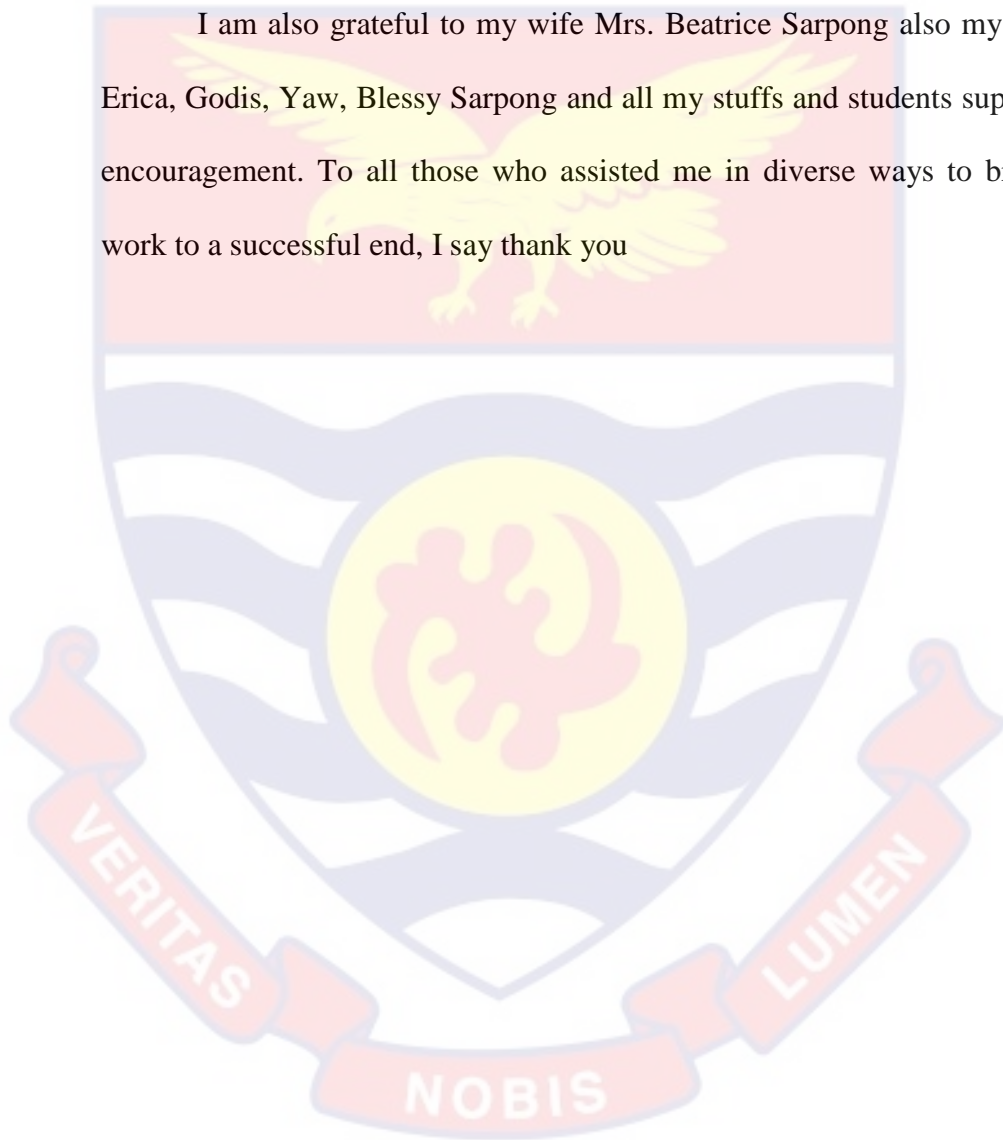 I am also grateful to my wife Mrs. Beatrice Sarpong also my
Erica, Godis, Yaw, Blessy Sarpong and all my stuffs and students sup
encouragement. To all those who assisted me in diverse ways to b
work to a successful end, I say thank you
VERITAS
NOBIS
LUMEN